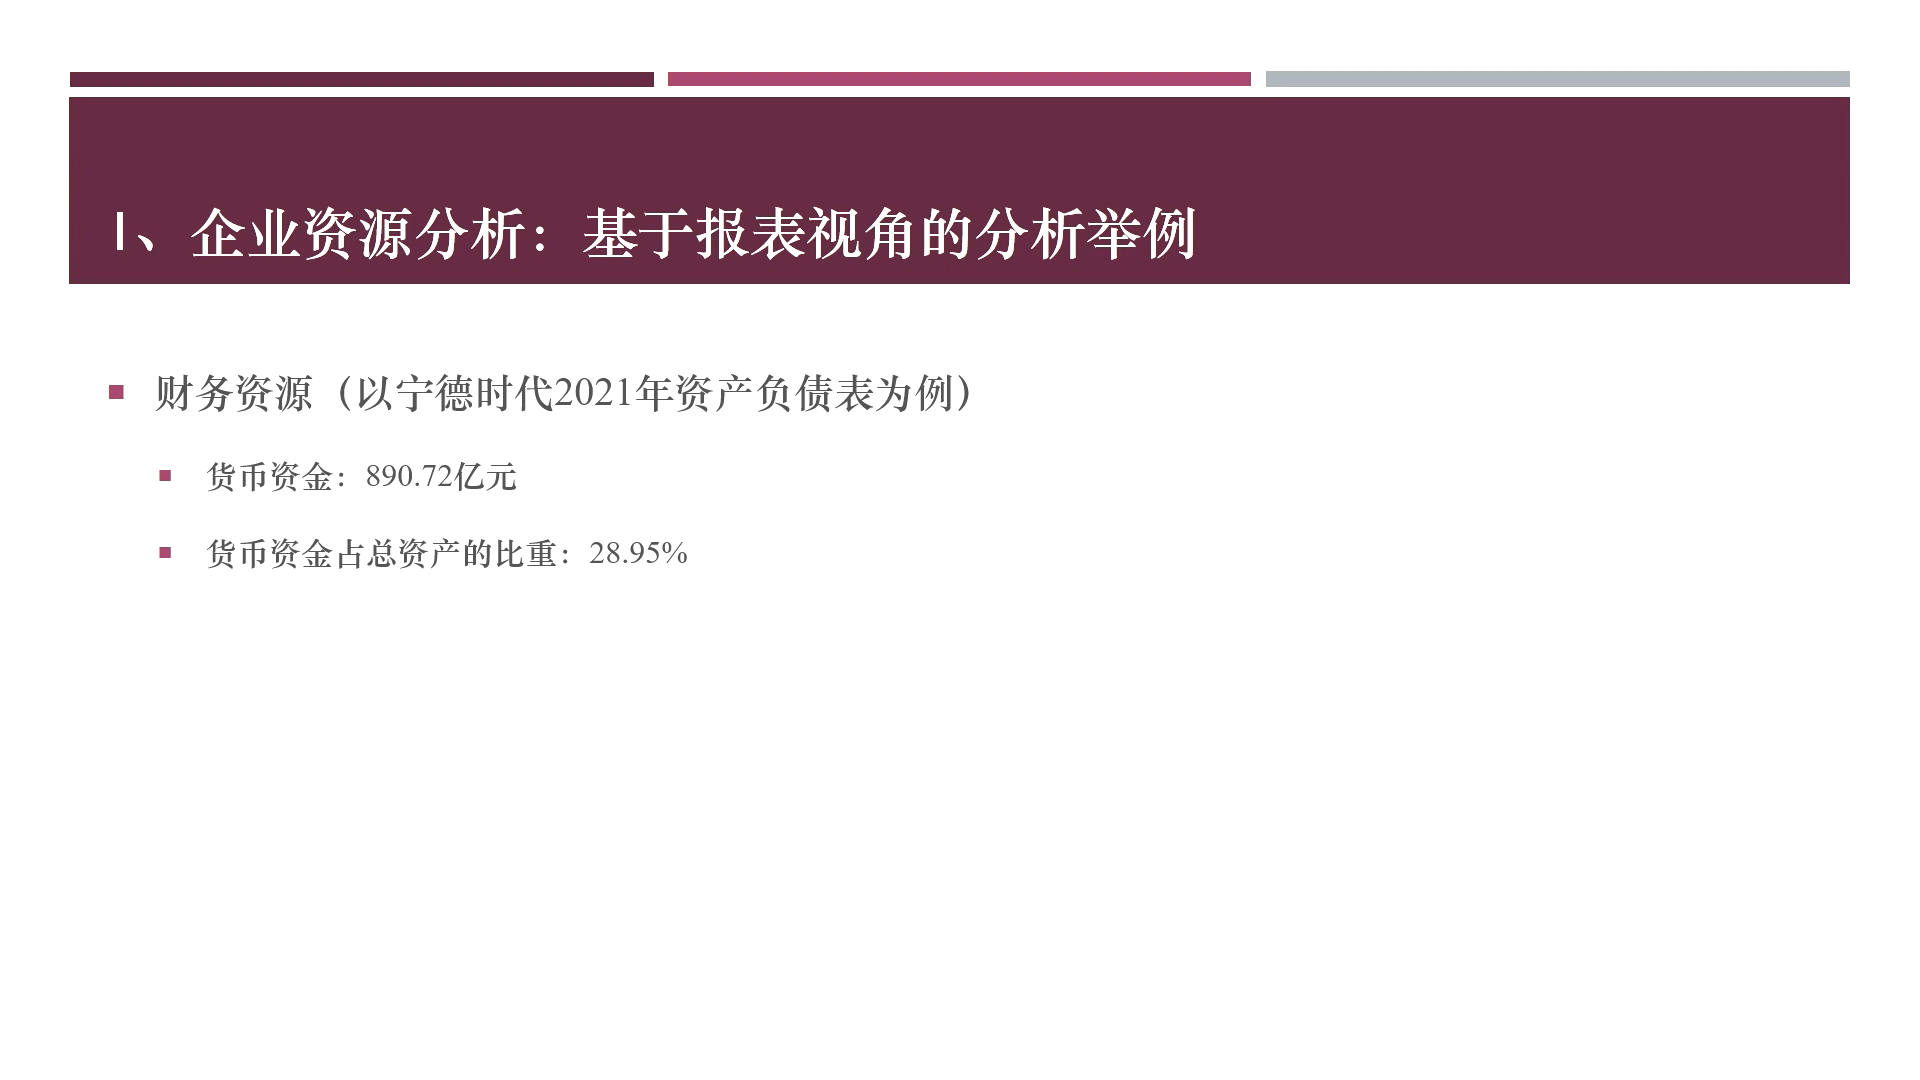 1、企业资源分析：基于报表视角的分析举例
财务资源（以宁德时代2021年资产负债表为例）
货币资金：890.72亿元
货币资金占总资产的比重：28.95%